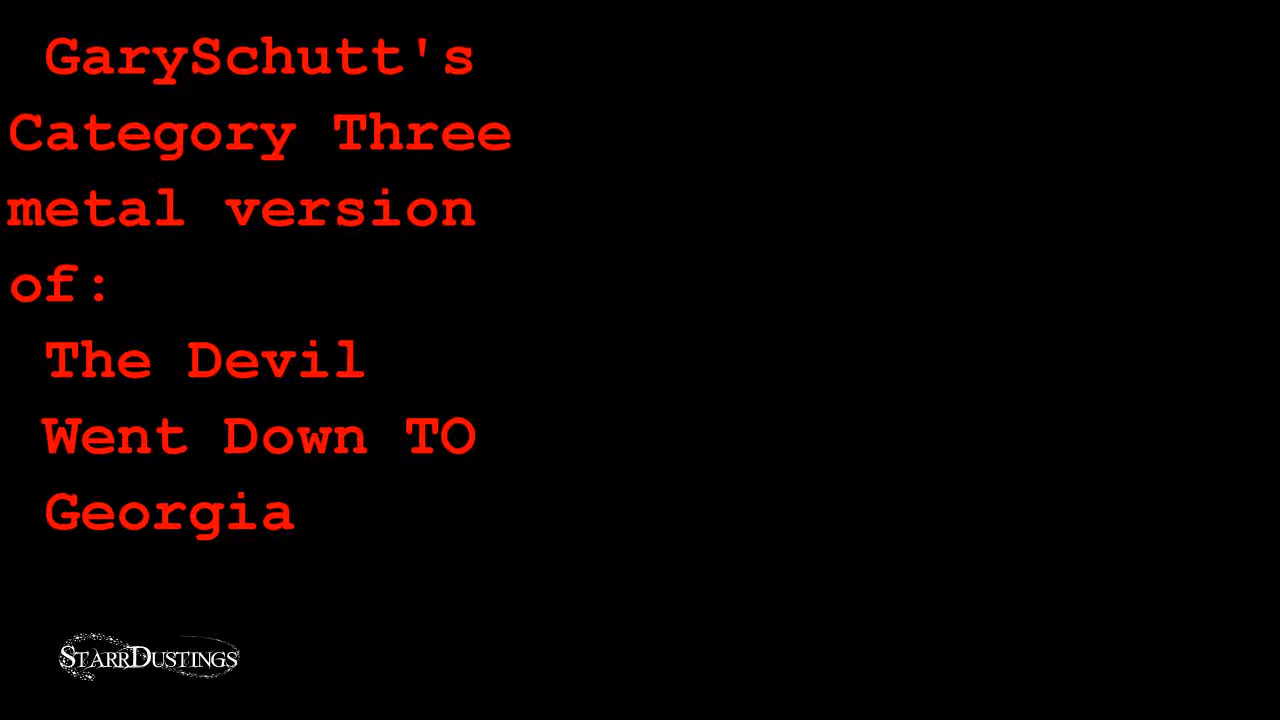 GarySchutt's
Category Three
metal version
of:
The Devil
Went Down TO
Georgia
STARRDUSTINGS